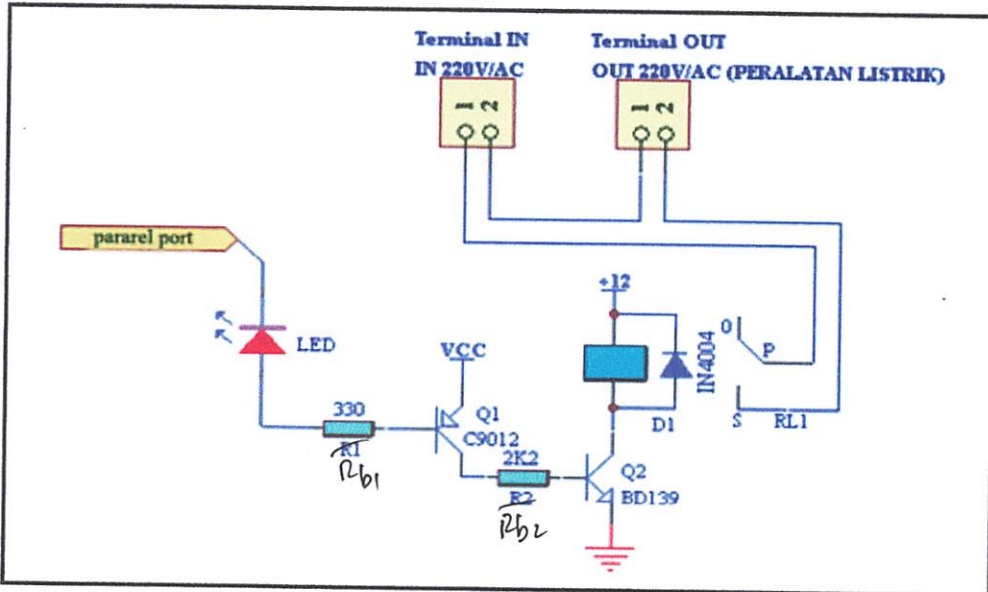 Terminal IN
IN 220V/AC
1 2
Terminal OUT
OUT 220V/AC (PERALATAN LISTRIK)
1 2
pararel port
LED
330
R1
Rb1
VCC
Q1
C9012
2K2
R2
Rb2
+12
IN4004
D1
Q2
BD139
0
P
S
RL1